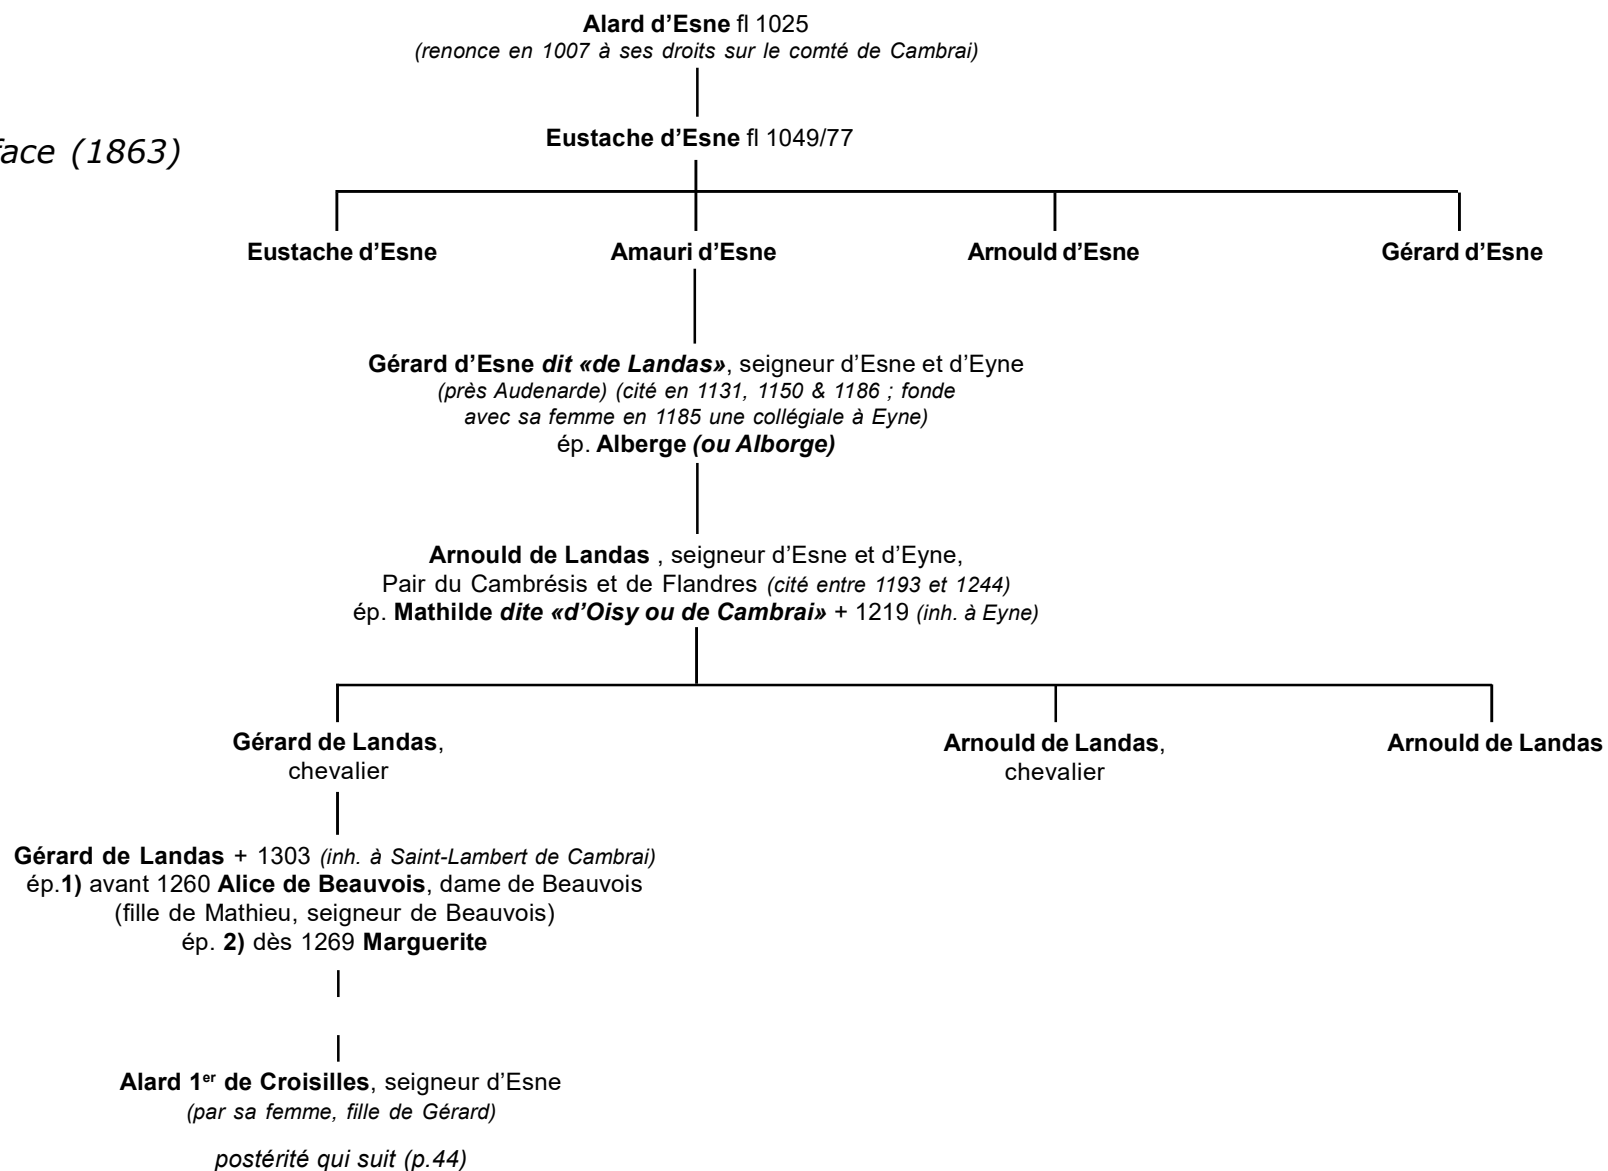 Alard d’Esne fl 1025
(renonce en 1007 à ses droits sur le comté de Cambrai)
face (1863)
Eustache d’Esne fl 1049/77
Eustache d’Esne
Amauri d’Esne
Arnould d’Esne
Gérard d’Esne
Gérard d’Esne dit «de Landas», seigneur d’Esne et d’Eyne
(près Audenarde) (cité en 1131, 1150 & 1186 ; fonde
avec sa femme en 1185 une collégiale à Eyne)
ép. Alberge (ou Alborge)
Arnould de Landas , seigneur d’Esne et d’Eyne,
Pair du Cambrésis et de Flandres (cité entre 1193 et 1244)
ép. Mathilde dite «d’Oisy ou de Cambrai» + 1219 (inh. à Eyne)
Gérard de Landas,
chevalier
Arnould de Landas,
chevalier
Arnould de Landas
Gérard de Landas + 1303 (inh. à Saint-Lambert de Cambrai)
ép.1) avant 1260 Alice de Beauvois, dame de Beauvois
(fille de Mathieu, seigneur de Beauvois)
ép. 2) dès 1269 Marguerite
Alard 1er de Croisilles, seigneur d’Esne
(par sa femme, fille de Gérard)
postérité qui suit (p.44)